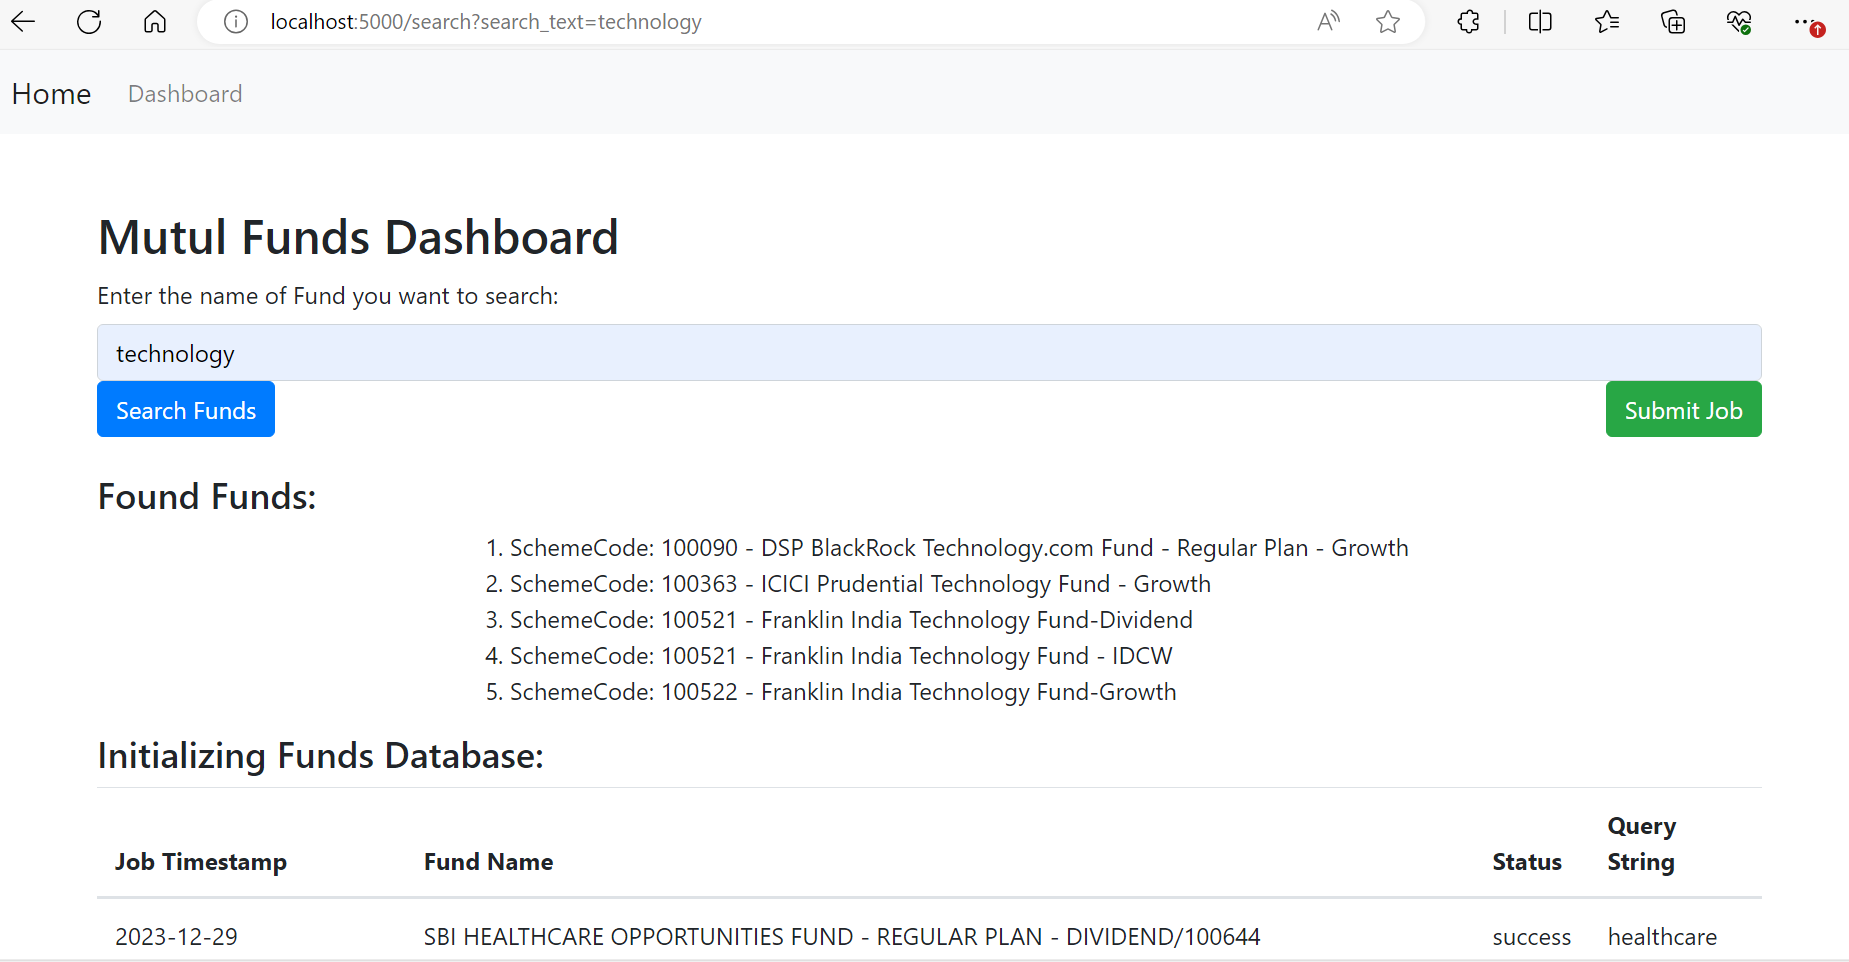 localhost:5000/search?search_text=technology
Home Dashboard
Mutul Funds Dashboard
Enter the name of Fund you want to search:
technology
Search Funds Submit Job
Found Funds:
1. SchemeCode: 100090 - DSP BlackRock Technology.com Fund - Regular Plan - Growth
2. SchemeCode: 100363 - ICICI Prudential Technology Fund - Growth
3. SchemeCode: 100521 - Franklin India Technology Fund-Dividend
4. SchemeCode: 100521 - Franklin India Technology Fund - IDCW
5. SchemeCode: 100522 - Franklin India Technology Fund-Growth
Initializing Funds Database:
Job Timestamp Fund Name Status Query String
2023-12-29 SBI HEALTHCARE OPPORTUNITIES FUND - REGULAR PLAN - DIVIDEND/100644 success healthcare